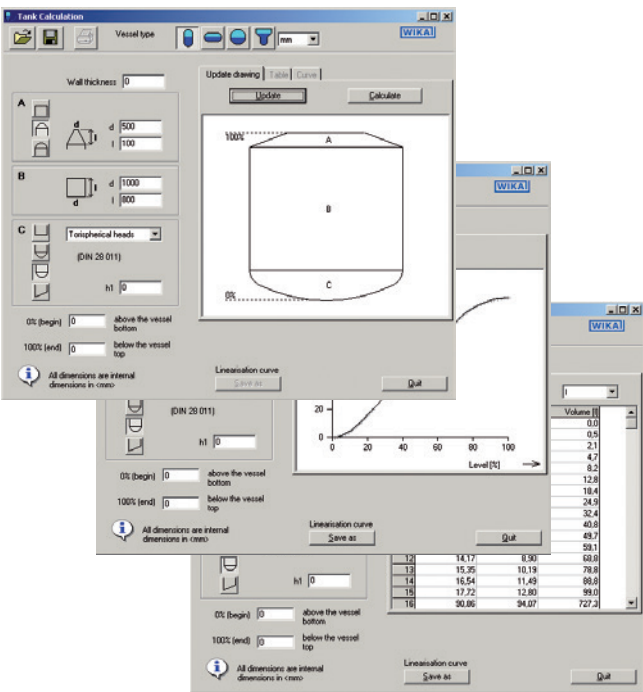 Tank Calculation
Vessel type
mm
WIKA
Wall thickness 0
Update drawing Table Curve
Update Calculate
A
d
l
d 500
l 100
100%
A
B
l
d
d 1000
l 800
B
C
Torispherical heads
(DIN 28 011)
h1 0
C
0%
0% (begin) 0 above the vessel
bottom
100% (end) 0 below the vessel
top
All dimensions are internal
dimensions in <mm>
Linearisation curve
Save as
Quit
WIKA
20
0
0 20 40 60 80 100
Level [%]
(DIN 28 011)
h1 0
0% (begin) 0 above the vessel
bottom
100% (end) 0 below the vessel
top
All dimensions are internal
dimensions in <mm>
Linearisation curve
Save as
Quit
WIKA
l
Volume [l]
0,0
0,5
2,1
4,7
8,2
12,8
18,4
24,9
32,4
40,8
49,7
59,1
12 14,17 8,90 68,8
13 15,35 10,19 78,8
14 16,54 11,49 88,8
15 17,72 12,80 99,0
16 90,86 94,07 727,3
h1 0
0% (begin) 0 above the vessel
bottom
100% (end) 0 below the vessel
top
All dimensions are internal
dimensions in <mm>
Linearisation curve
Save as
Quit